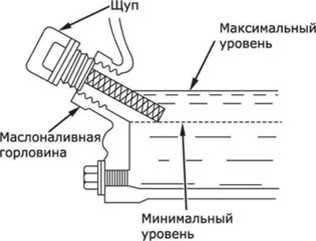 Щуп
Максимальный
уровень
Маслоналивная
горловина
Минимальный
уровень